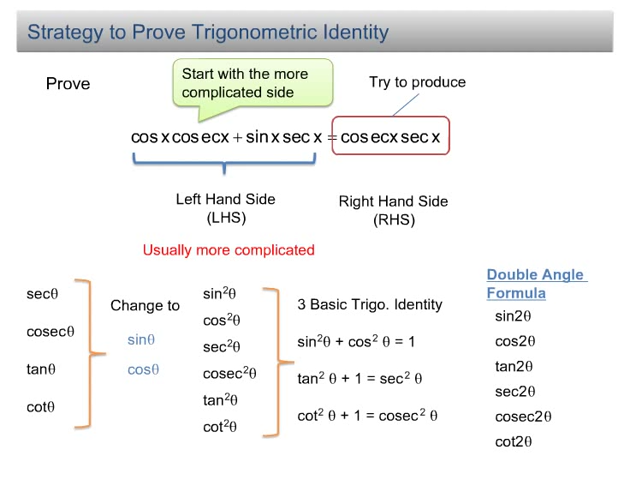 Strategy to Prove Trigonometric Identity
Prove
Start with the more
complicated side
Try to produce
cos x cos ecx + sin x sec x = cos ecx sec x
Left Hand Side
(LHS)
Right Hand Side
(RHS)
Usually more complicated
secθ
cosecθ
tanθ
cotθ
Change to
sinθ
cosθ
sin²θ
cos²θ
sec²θ
cosec²θ
tan²θ
cot²θ
3 Basic Trigo. Identity
sin²θ + cos² θ = 1
tan² θ + 1 = sec² θ
cot² θ + 1 = cosec² θ
Double Angle
Formula
sin2θ
cos2θ
tan2θ
sec2θ
cosec2θ
cot2θ